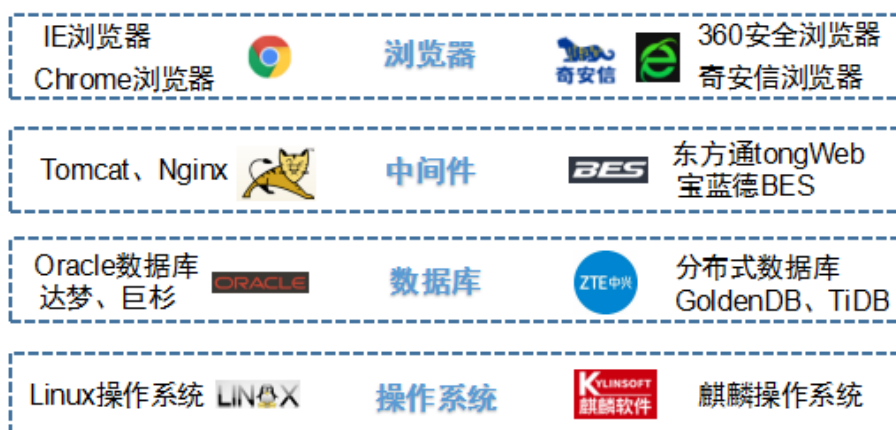 IE浏览器
Chrome浏览器
浏览器
奇安信
360安全浏览器
奇安信浏览器
Tomcat、Nginx
中间件
BES
东方通tongWeb
宝蓝德BES
Oracle数据库
达梦、巨杉
ORACLE
数据库
ZTE中兴
分布式数据库
GoldenDB、TiDB
Linux操作系统
LINUX
操作系统
KYLINSOFT
麒麟软件
麒麟操作系统